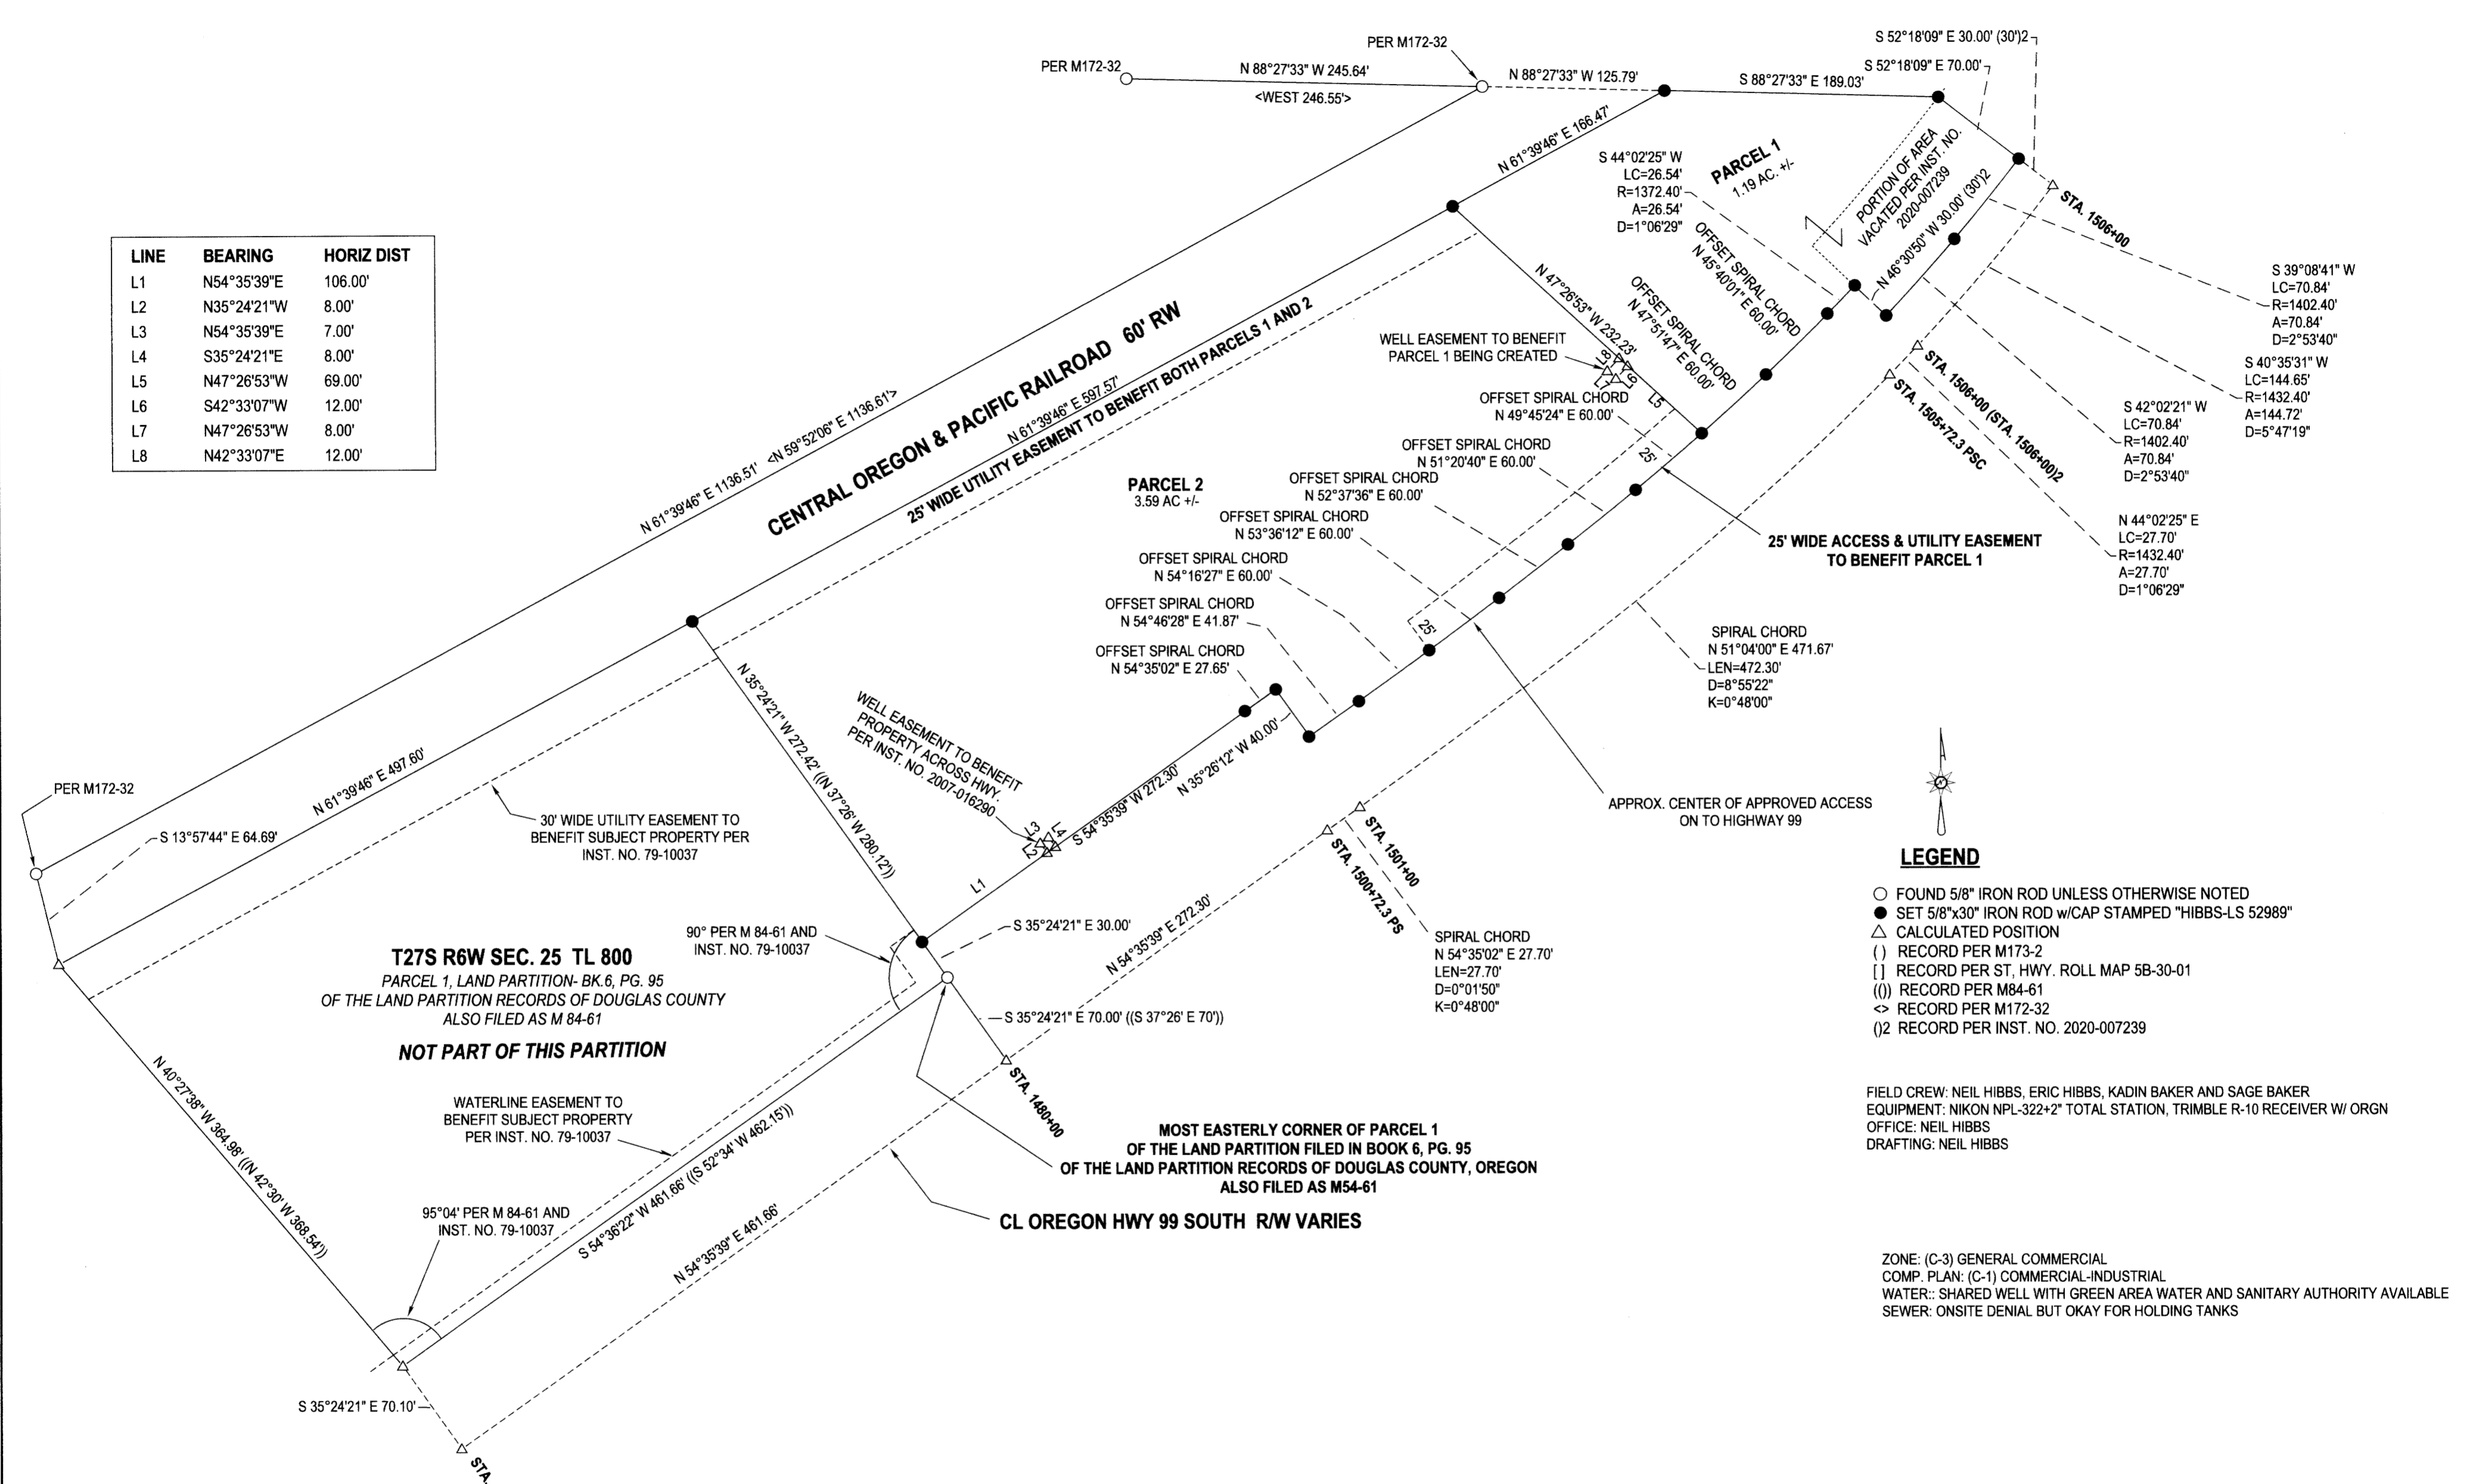 S 52°18'09" E 30.00' (30')2
PER M172-32
PER M172-32
N 88°27'33" W 245.64'
<WEST 246.55'>
N 88°27'33" W 125.79'
S 88°27'33" E 189.03'
S 52°18'09" E 70.00'
N 61°39'46" E 166.47'
S 44°02'25" W
LC=26.54'
R=1372.40'
A=26.54'
D=1°06'29"
PARCEL 1
1.19 AC. +/-
PORTION OF AREA
VACATED PER INST. NO.
2020-007239
N 46°30'50" W 30.00' (30')2
STA. 1506+00
S 39°08'41" W
LC=70.84'
R=1402.40'
A=70.84'
D=2°53'40"
S 40°35'31" W
LC=144.65'
R=1432.40'
A=144.72'
D=5°47'19"
S 42°02'21" W
LC=70.84'
R=1402.40'
A=70.84'
D=2°53'40"
N 44°02'25" E
LC=27.70'
R=1432.40'
A=27.70'
D=1°06'29"
STA. 1506+00 (STA. 1506+00)2
STA. 1505+72.3 PSC
LINE BEARING HORIZ DIST
L1 N54°35'39"E 106.00'
L2 N35°24'21"W 8.00'
L3 N54°35'39"E 7.00'
L4 S35°24'21"E 8.00'
L5 N47°26'53"W 69.00'
L6 S42°33'07"W 12.00'
L7 N47°26'53"W 8.00'
L8 N42°33'07"E 12.00'
N 61°39'46" E 1136.51' <N 59°52'06" E 1136.61'>
CENTRAL OREGON & PACIFIC RAILROAD 60' RW
N 61°39'46" E 597.57'
25' WIDE UTILITY EASEMENT TO BENEFIT BOTH PARCELS 1 AND 2
N 47°26'53" W 232.23'
OFFSET SPIRAL CHORD
N 45°40'01" E 60.00'
OFFSET SPIRAL CHORD
N 47°51'47" E 60.00'
WELL EASEMENT TO BENEFIT
PARCEL 1 BEING CREATED
L8
L7
L6
L5
OFFSET SPIRAL CHORD
N 49°45'24" E 60.00'
25'
OFFSET SPIRAL CHORD
N 51°20'40" E 60.00'
PARCEL 2
3.59 AC +/-
OFFSET SPIRAL CHORD
N 52°37'36" E 60.00'
OFFSET SPIRAL CHORD
N 53°36'12" E 60.00'
OFFSET SPIRAL CHORD
N 54°16'27" E 60.00'
OFFSET SPIRAL CHORD
N 54°46'28" E 41.87'
OFFSET SPIRAL CHORD
N 54°35'02" E 27.65'
25'
25' WIDE ACCESS & UTILITY EASEMENT
TO BENEFIT PARCEL 1
SPIRAL CHORD
N 51°04'00" E 471.67'
LEN=472.30'
D=8°55'22"
K=0°48'00"
APPROX. CENTER OF APPROVED ACCESS
ON TO HIGHWAY 99
N 35°24'21" W 272.42' ((N 37°26' W 280.12'))
WELL EASEMENT TO BENEFIT
PROPERTY ACROSS HWY.
PER INST. NO. 2007-016290
L3
L4
L2
L1
S 54°35'39" W 272.30'
N 35°26'12" W 40.00'
STA. 1501+00
STA. 1500+72.3 PS
SPIRAL CHORD
N 54°35'02" E 27.70'
LEN=27.70'
D=0°01'50"
K=0°48'00"
PER M172-32
S 13°57'44" E 64.69'
N 61°39'46" E 497.60'
30' WIDE UTILITY EASEMENT TO
BENEFIT SUBJECT PROPERTY PER
INST. NO. 79-10037
90° PER M 84-61 AND
INST. NO. 79-10037
S 35°24'21" E 30.00'
N 54°35'39" E 272.30'
S 35°24'21" E 70.00' ((S 37°26' E 70'))
STA. 1480+00
T27S R6W SEC. 25 TL 800
PARCEL 1, LAND PARTITION- BK.6, PG. 95
OF THE LAND PARTITION RECORDS OF DOUGLAS COUNTY
ALSO FILED AS M 84-61
NOT PART OF THIS PARTITION
N 40°27'38" W 364.98' ((N 42°30' W 368.54'))
WATERLINE EASEMENT TO
BENEFIT SUBJECT PROPERTY
PER INST. NO. 79-10037
95°04' PER M 84-61 AND
INST. NO. 79-10037
S 54°36'22" W 461.66' ((S 52°34' W 462.15'))
N 54°35'39" E 461.66'
S 35°24'21" E 70.10'
STA.
MOST EASTERLY CORNER OF PARCEL 1
OF THE LAND PARTITION FILED IN BOOK 6, PG. 95
OF THE LAND PARTITION RECORDS OF DOUGLAS COUNTY, OREGON
ALSO FILED AS M54-61
CL OREGON HWY 99 SOUTH R/W VARIES
LEGEND
FOUND 5/8" IRON ROD UNLESS OTHERWISE NOTED
SET 5/8"x30" IRON ROD w/CAP STAMPED "HIBBS-LS 52989"
CALCULATED POSITION
( ) RECORD PER M173-2
[ ] RECORD PER ST, HWY. ROLL MAP 5B-30-01
(()) RECORD PER M84-61
<> RECORD PER M172-32
()2 RECORD PER INST. NO. 2020-007239
FIELD CREW: NEIL HIBBS, ERIC HIBBS, KADIN BAKER AND SAGE BAKER
EQUIPMENT: NIKON NPL-322+2" TOTAL STATION, TRIMBLE R-10 RECEIVER W/ ORGN
OFFICE: NEIL HIBBS
DRAFTING: NEIL HIBBS
ZONE: (C-3) GENERAL COMMERCIAL
COMP. PLAN: (C-1) COMMERCIAL-INDUSTRIAL
WATER:: SHARED WELL WITH GREEN AREA WATER AND SANITARY AUTHORITY AVAILABLE
SEWER: ONSITE DENIAL BUT OKAY FOR HOLDING TANKS